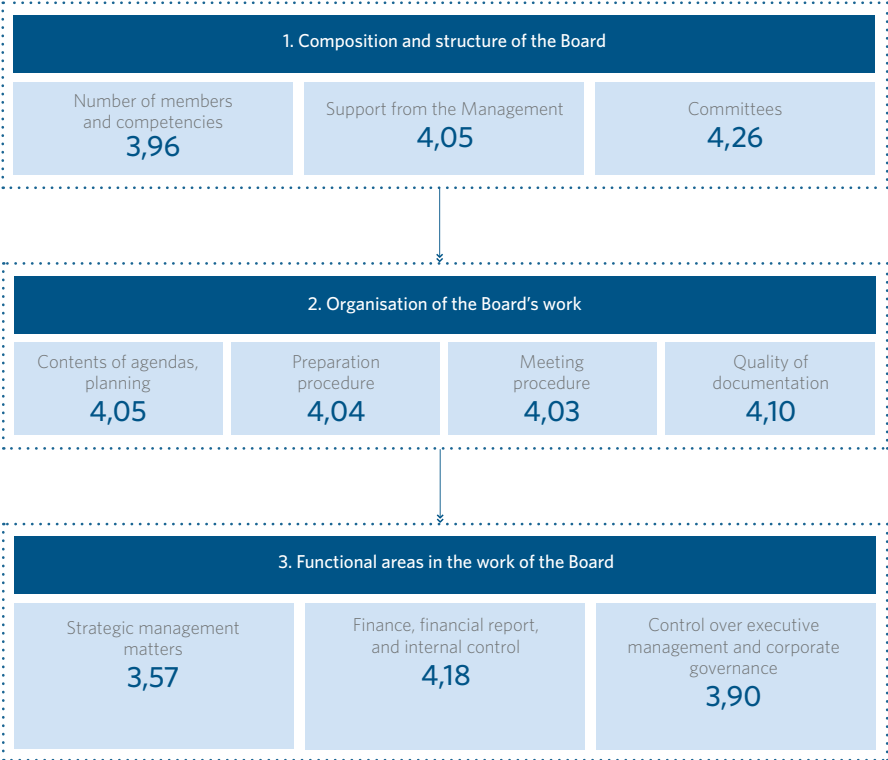 1. Composition and structure of the Board
Number of members
and competencies
3,96
Support from the Management
4,05
Committees
4,26
2. Organisation of the Board’s work
Contents of agendas,
planning
4,05
Preparation
procedure
4,04
Meeting
procedure
4,03
Quality of
documentation
4,10
3. Functional areas in the work of the Board
Strategic management
matters
3,57
Finance, financial report,
and internal control
4,18
Control over executive
management and corporate
governance
3,90